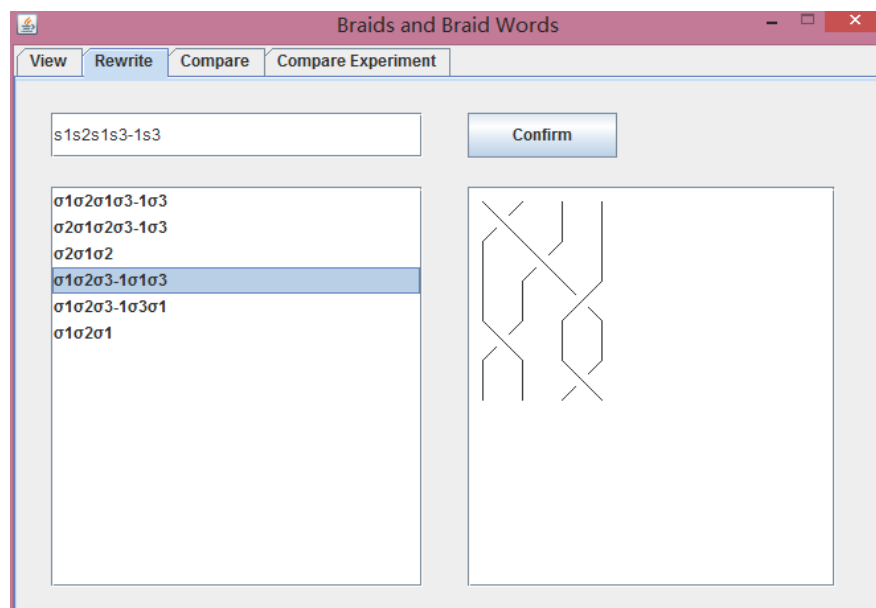 Braids and Braid Words
View Rewrite Compare Compare Experiment
s1s2s1s3-1s3 Confirm
σ1σ2σ1σ3-1σ3
σ2σ1σ2σ3-1σ3
σ2σ1σ2
σ1σ2σ3-1σ1σ3
σ1σ2σ3-1σ3σ1
σ1σ2σ1